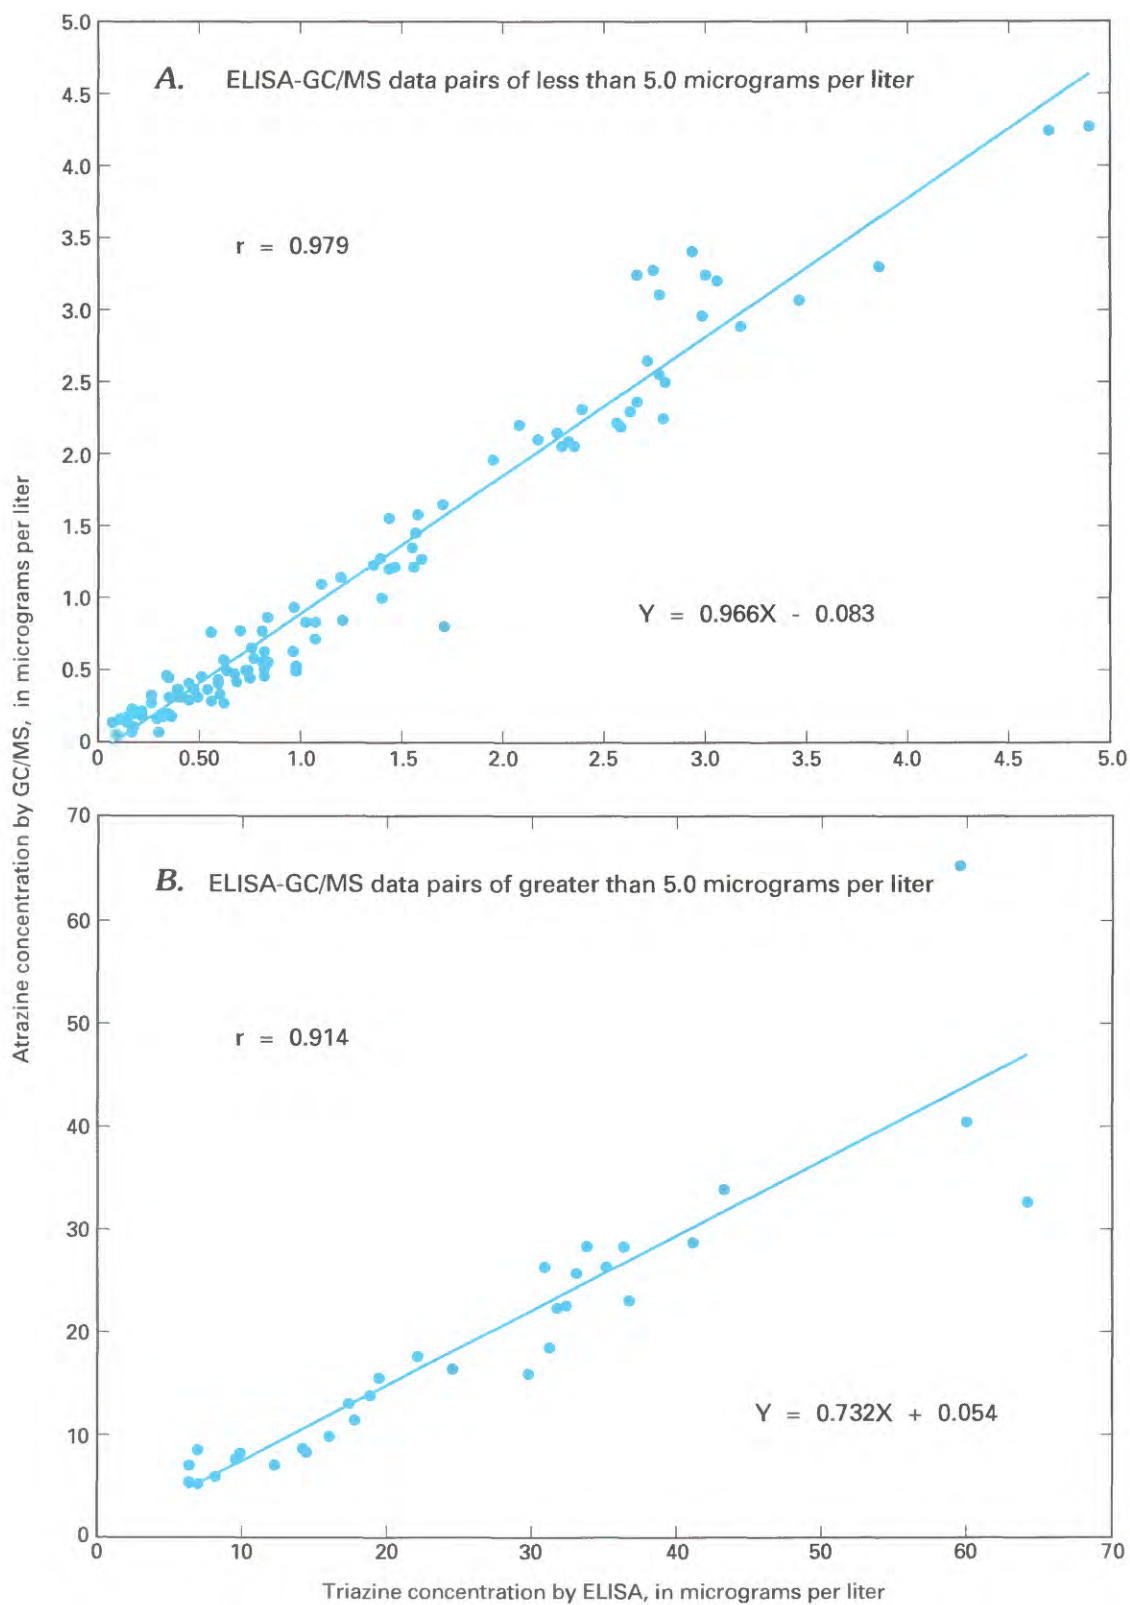 5.0
A. ELISA-GC/MS data pairs of less than 5.0 micrograms per liter
4.5
4.0
r = 0.979
3.5
3.0
2.5
2.0
1.5
Y = 0.966X - 0.083
1.0
0.5
0
0 0.50 1.0 1.5 2.0 2.5 3.0 3.5 4.0 4.5 5.0
Atrazine concentration by GC/MS, in micrograms per liter
70
B. ELISA-GC/MS data pairs of greater than 5.0 micrograms per liter
60
50
r = 0.914
40
30
20
Y = 0.732X + 0.054
10
0
0 10 20 30 40 50 60 70
Triazine concentration by ELISA, in micrograms per liter